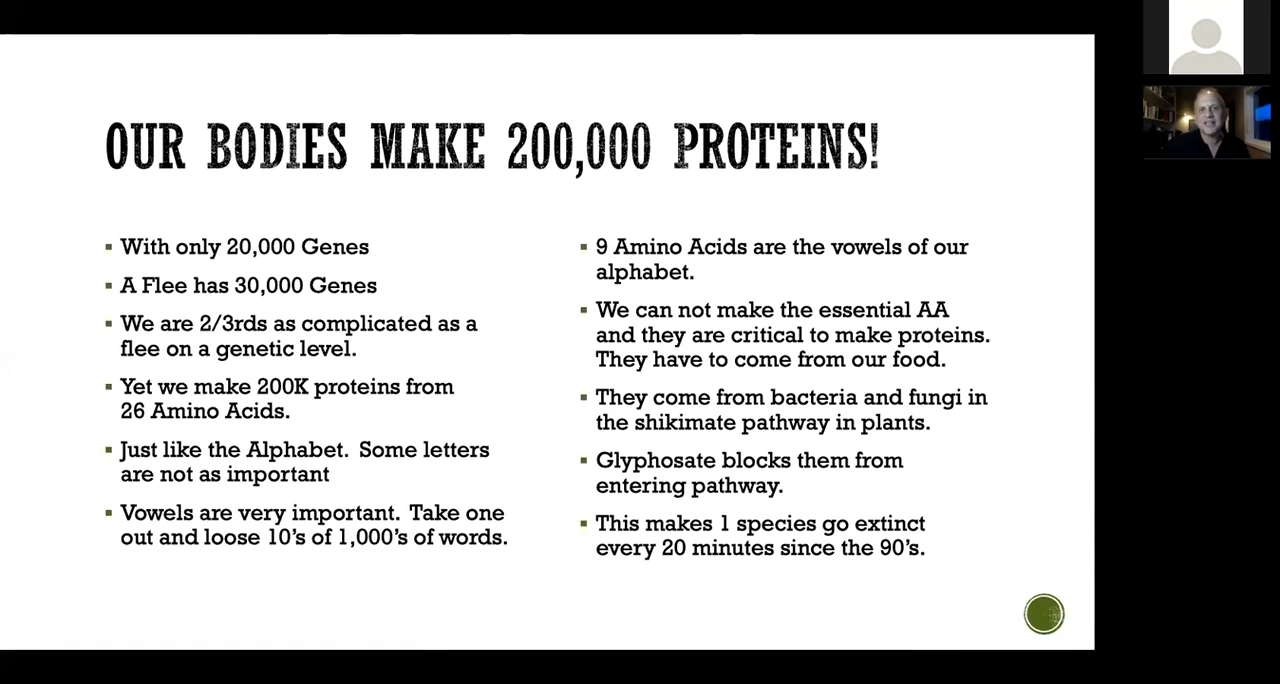 OUR BODIES MAKE 200,000 PROTEINS!
With only 20,000 Genes
A Flee has 30,000 Genes
We are 2/3rds as complicated as a
flee on a genetic level.
Yet we make 200K proteins from
26 Amino Acids.
Just like the Alphabet. Some letters
are not as important
Vowels are very important. Take one
out and loose 10's of 1,000's of words.
9 Amino Acids are the vowels of our
alphabet.
We can not make the essential AA
and they are critical to make proteins.
They have to come from our food.
They come from bacteria and fungi in
the shikimate pathway in plants.
Glyphosate blocks them from
entering pathway.
This makes 1 species go extinct
every 20 minutes since the 90's.